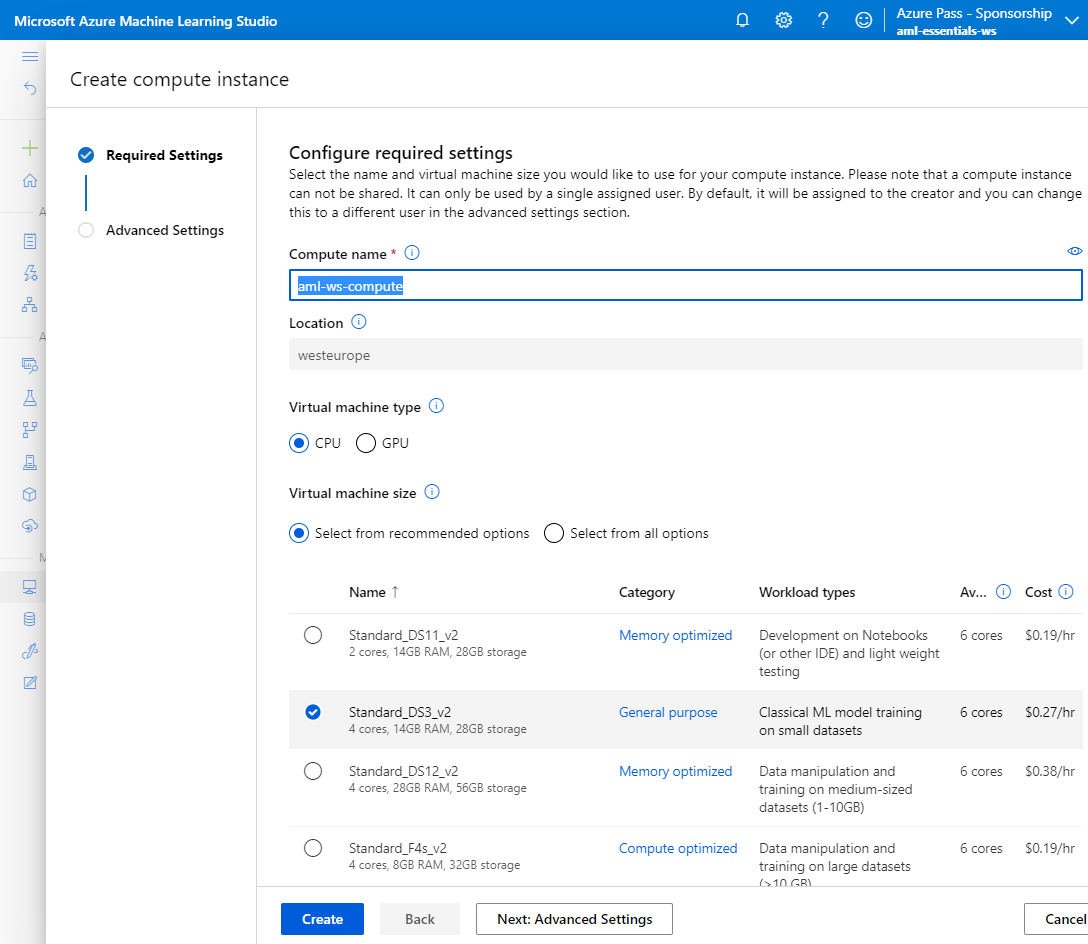 Microsoft Azure Machine Learning Studio
Azure Pass - Sponsorship
aml-essentials-ws
Create compute instance
Required Settings
Advanced Settings
Configure required settings
Select the name and virtual machine size you would like to use for your compute instance. Please note that a compute instance
can not be shared. It can only be used by a single assigned user. By default, it will be assigned to the creator and you can change
this to a different user in the advanced settings section.
Compute name *
aml-ws-compute
Location
westeurope
Virtual machine type
CPU GPU
Virtual machine size
Select from recommended options Select from all options
Name ↑ Category Workload types Av... Cost
Standard_DS11_v2 Memory optimized Development on Notebooks 6 cores $0.19/hr
2 cores, 14GB RAM, 28GB storage (or other IDE) and light weight
testing
Standard_DS3_v2 General purpose Classical ML model training 6 cores $0.27/hr
4 cores, 14GB RAM, 28GB storage on small datasets
Standard_DS12_v2 Memory optimized Data manipulation and 6 cores $0.38/hr
4 cores, 28GB RAM, 56GB storage training on medium-sized
datasets (1-10GB)
Standard_F4s_v2 Compute optimized Data manipulation and 6 cores $0.19/hr
4 cores, 8GB RAM, 32GB storage training on large datasets
(>10 GB)
Create Back Next: Advanced Settings Cancel